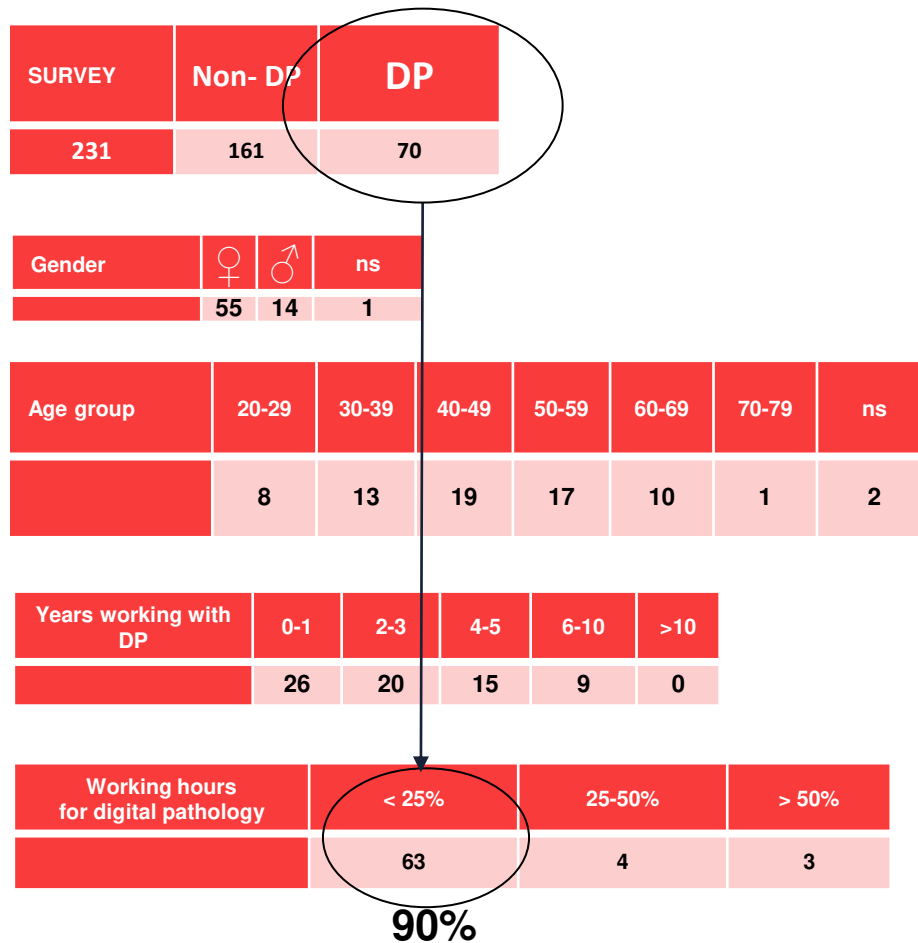 SURVEY Non- DP DP
231 161 70
Gender ♀ ♂ ns
55 14 1
Age group 20-29 30-39 40-49 50-59 60-69 70-79 ns
8 13 19 17 10 1 2
Years working with
DP 0-1 2-3 4-5 6-10 >10
26 20 15 9 0
Working hours
for digital pathology < 25% 25-50% > 50%
63 4 3
90%